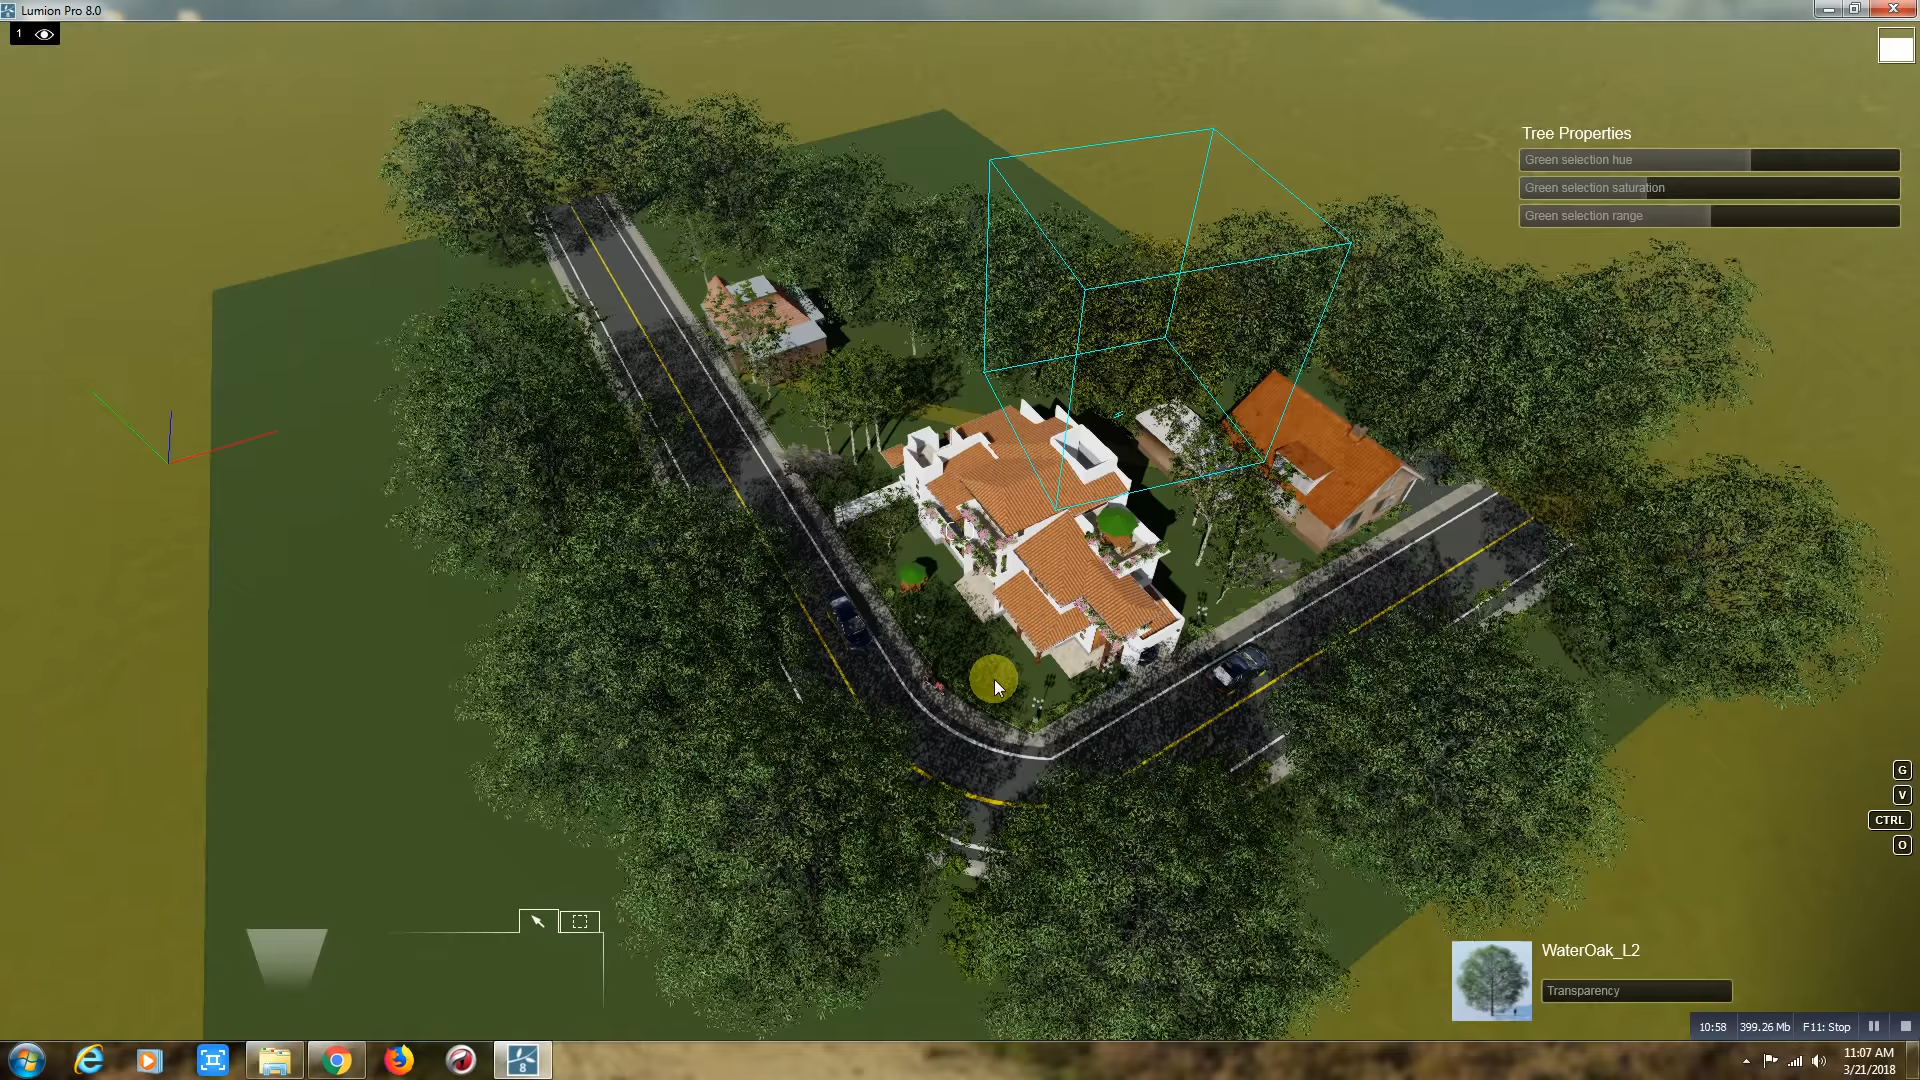 Lumion Pro 8.0
1
Tree Properties
Green selection hue
Green selection saturation
Green selection range
G
V
CTRL
O
WaterOak_L2
Transparency
10:58 399.26 Mb F11: Stop
8
11:07 AM
3/21/2018